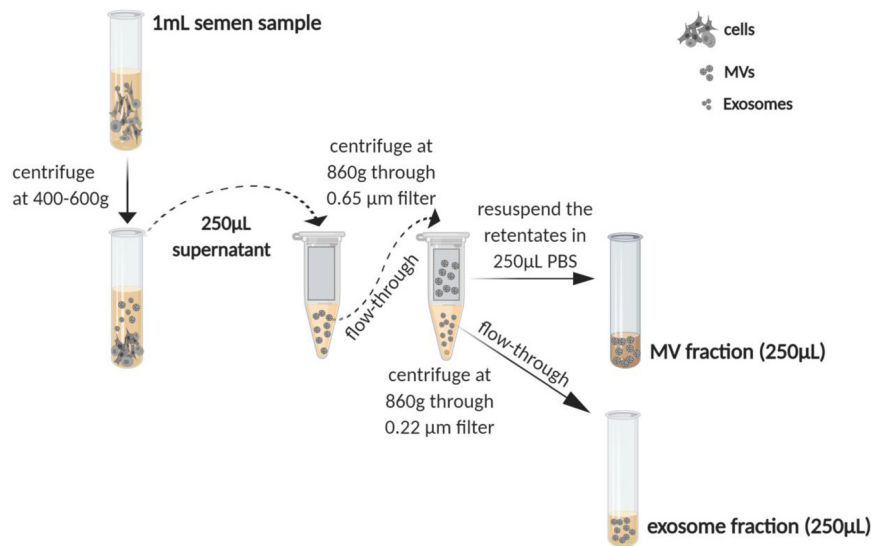 1mL semen sample
cells
MVs
Exosomes
centrifuge
at 400-600g
250µL
supernatant
centrifuge at
860g through
0.65 µm filter
flow-through
resuspend the
retentates in
250µL PBS
MV fraction (250µL)
flow-through
centrifuge at
860g through
0.22 µm filter
exosome fraction (250µL)